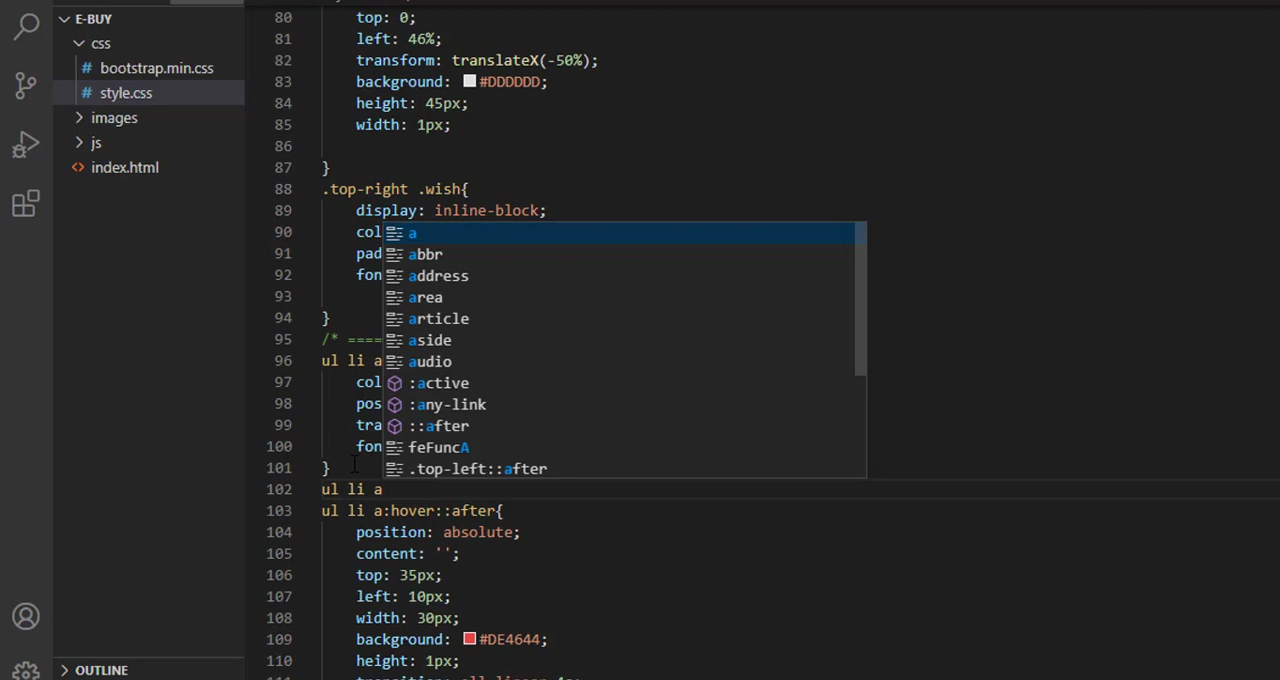 E-BUY
css
# bootstrap.min.css
# style.css
images
js
<> index.html
OUTLINE
80 top: 0;
81 left: 46%;
82 transform: translateX(-50%);
83 background: #DDDDDD;
84 height: 45px;
85 width: 1px;
86
87 }
88 .top-right .wish{
89 display: inline-block;
90 col
91 pad
92 fon
93
94 }
95 /* ====
96 ul li a
97 col
98 pos
99 tra
100 fon
101 }
102 ul li a
103 ul li a:hover::after{
104 position: absolute;
105 content: '';
106 top: 35px;
107 left: 10px;
108 width: 30px;
109 background: #DE4644;
110 height: 1px;
a
abbr
address
area
article
aside
audio
:active
:any-link
::after
feFuncA
.top-left::after